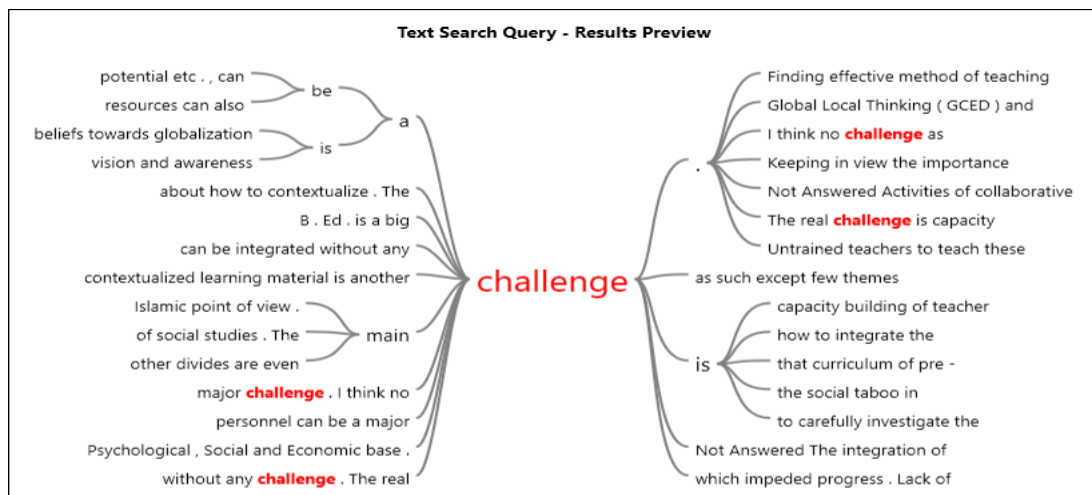 Text Search Query - Results Preview
potential etc . , can
resources can also
be
beliefs towards globalization
vision and awareness
is
a
about how to contextualize . The
B . Ed . is a big
can be integrated without any
contextualized learning material is another
Islamic point of view .
of social studies . The
other divides are even
main
major challenge . I think no
personnel can be a major
Psychological , Social and Economic base .
without any challenge . The real
challenge
.
Finding effective method of teaching
Global Local Thinking ( GCED ) and
I think no challenge as
Keeping in view the importance
Not Answered Activities of collaborative
The real challenge is capacity
Untrained teachers to teach these
as such except few themes
is
capacity building of teacher
how to integrate the
that curriculum of pre -
the social taboo in
to carefully investigate the
Not Answered The integration of
which impeded progress . Lack of